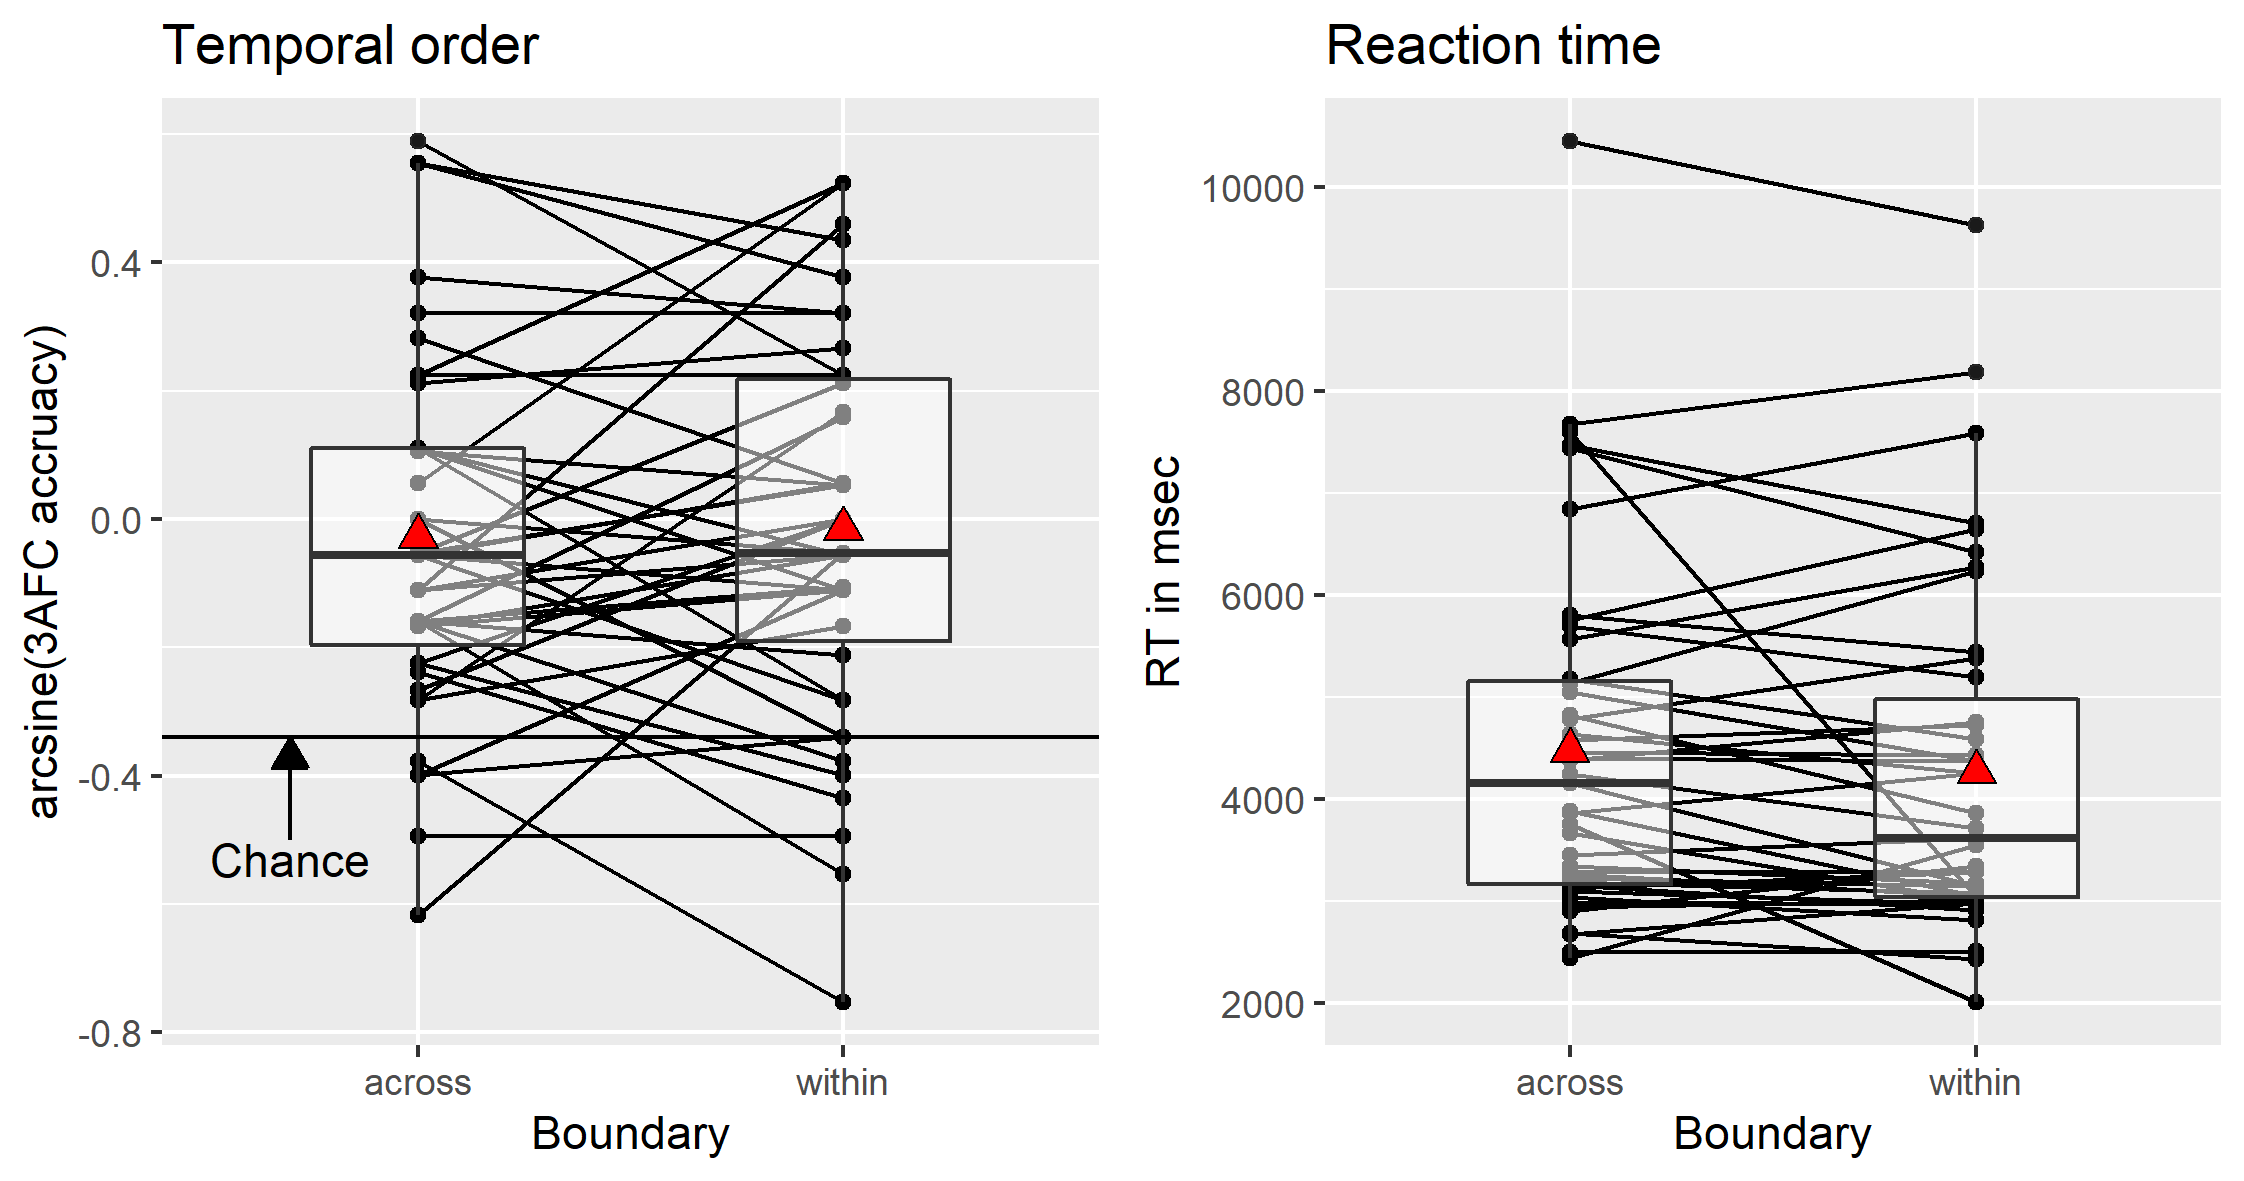 Temporal order
arcsine(3AFC accruacy)
0.4
0.0
-0.4
-0.8
Chance
across
within
Boundary
Reaction time
RT in msec
10000
8000
6000
4000
2000
across
within
Boundary